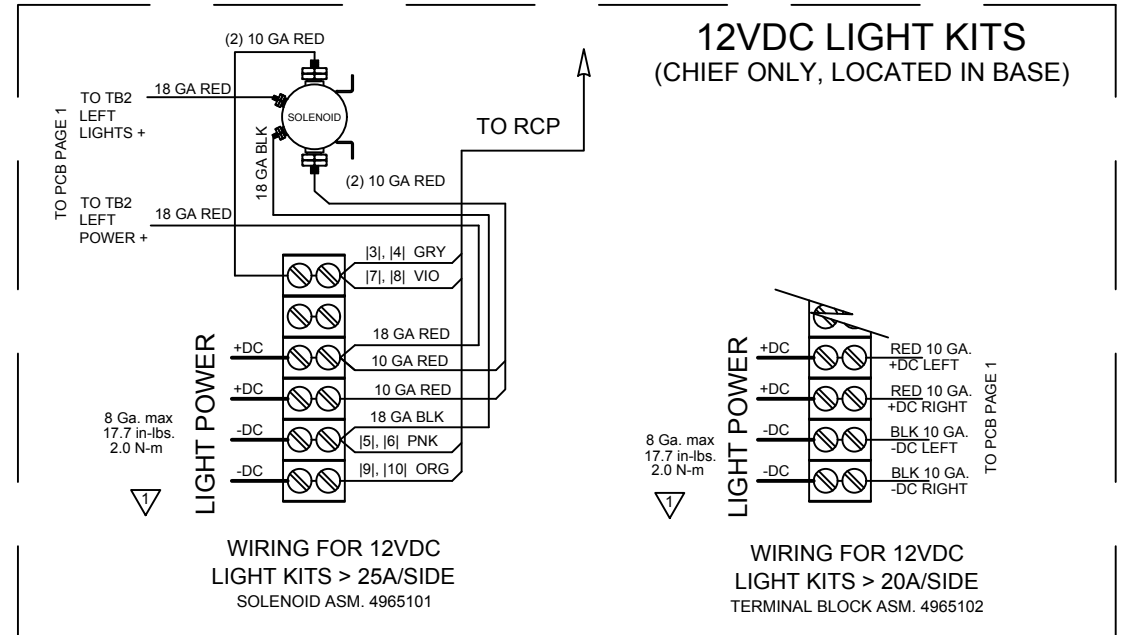 12VDC LIGHT KITS
(CHIEF ONLY, LOCATED IN BASE)
(2) 10 GA RED
TO PCB PAGE 1
TO TB2
LEFT
LIGHTS +
18 GA RED
SOLENOID
18 GA BLK
(2) 10 GA RED
TO RCP
TO TB2
LEFT
POWER +
18 GA RED
|3|, |4| GRY
|7|, |8| VIO
LIGHT POWER
+DC
+DC
-DC
-DC
18 GA RED
10 GA RED
10 GA RED
18 GA BLK
|5|, |6| PNK
|9|, |10| ORG
8 Ga. max
17.7 in-lbs.
2.0 N-m
1
WIRING FOR 12VDC
LIGHT KITS > 25A/SIDE
SOLENOID ASM. 4965101
LIGHT POWER
+DC
+DC
-DC
-DC
RED 10 GA.
+DC LEFT
RED 10 GA.
+DC RIGHT
BLK 10 GA.
-DC LEFT
BLK 10 GA.
-DC RIGHT
TO PCB PAGE 1
8 Ga. max
17.7 in-lbs.
2.0 N-m
1
WIRING FOR 12VDC
LIGHT KITS > 20A/SIDE
TERMINAL BLOCK ASM. 4965102